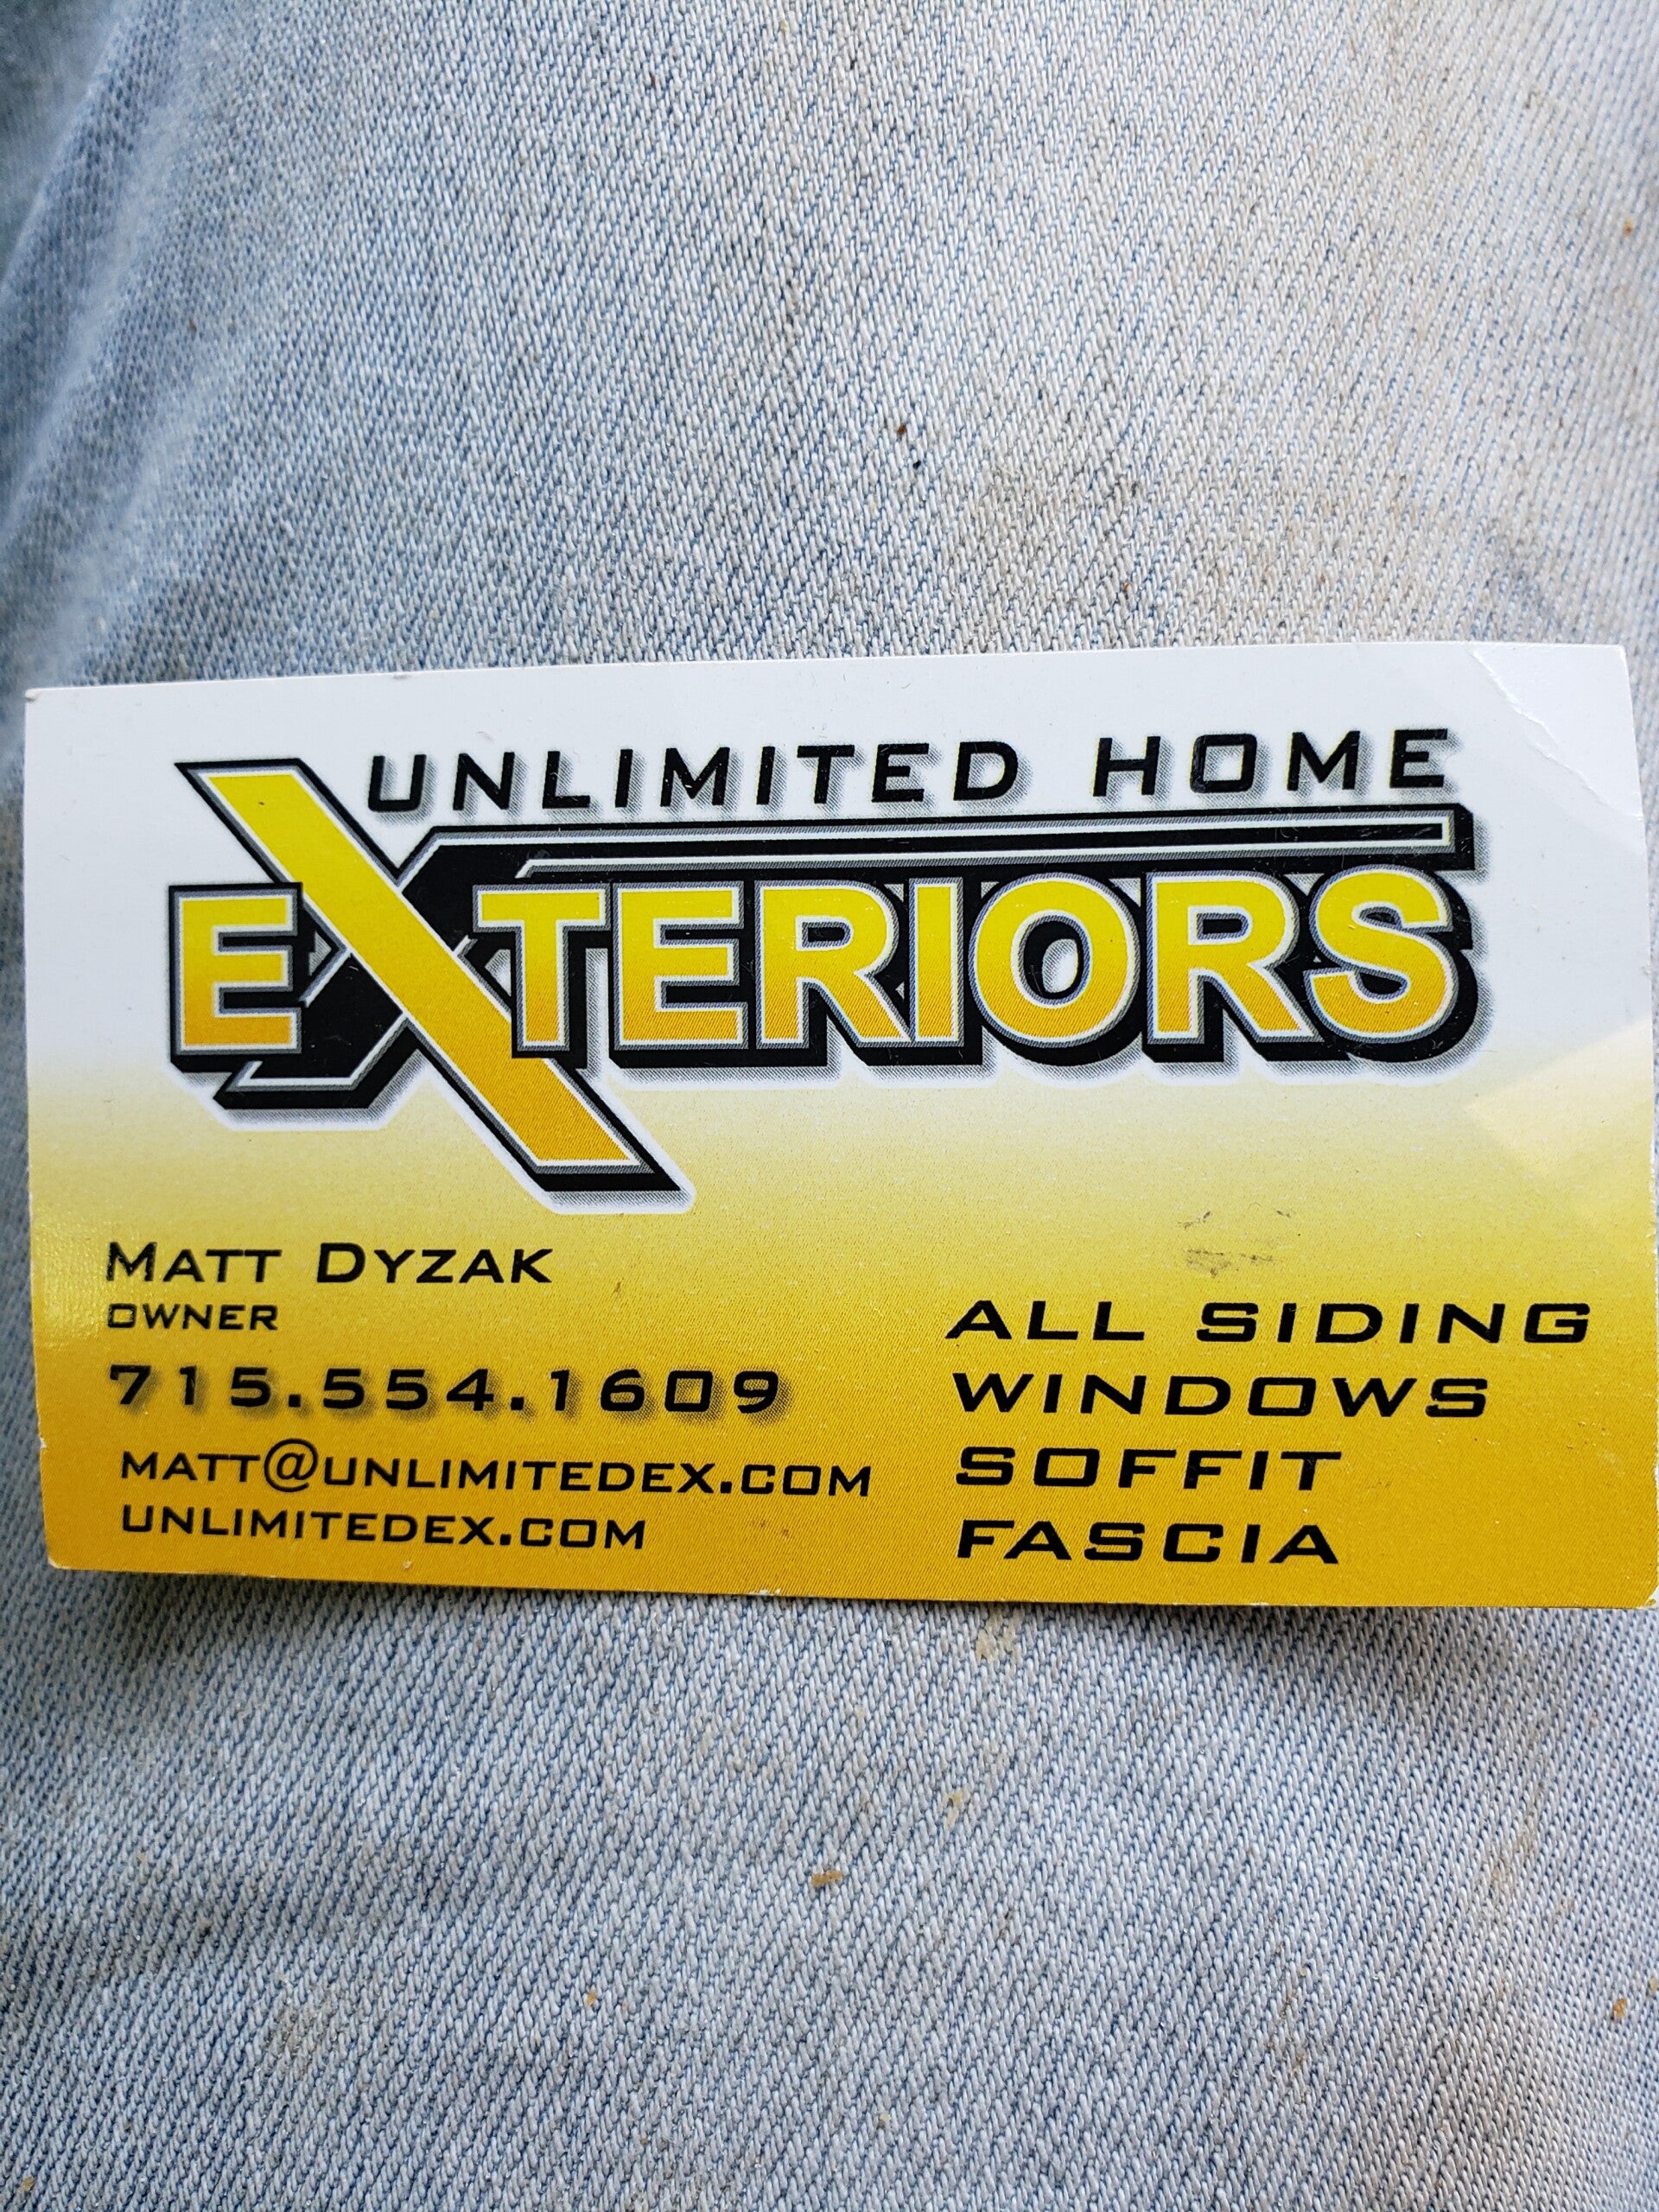 UNLIMITED HOME
EXTERIORS
MATT DYZAK
OWNER
715.554.1609
MATT@UNLIMITEDEX.COM
UNLIMITEDEX.COM
ALL SIDING
WINDOWS
SOFFIT
FASCIA